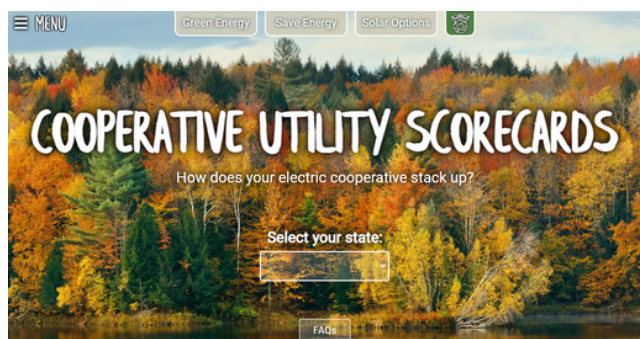 MENU
Green Energy
Save Energy
Solar Options
COOPERATIVE UTILITY SCORECARDS
How does your electric cooperative stack up?
Select your state:
FAQs